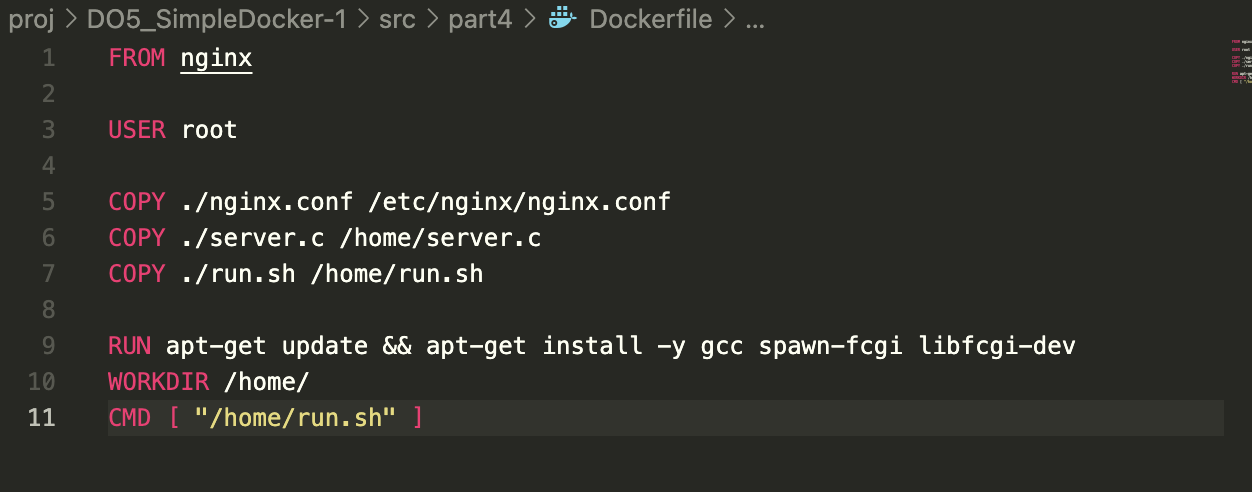 proj > DO5_SimpleDocker-1 > src > part4 > Dockerfile > ...
1 FROM nginx
2
3 USER root
4
5 COPY ./nginx.conf /etc/nginx/nginx.conf
6 COPY ./server.c /home/server.c
7 COPY ./run.sh /home/run.sh
8
9 RUN apt-get update && apt-get install -y gcc spawn-fcgi libfcgi-dev
10 WORKDIR /home/
11 CMD [ "/home/run.sh" ]